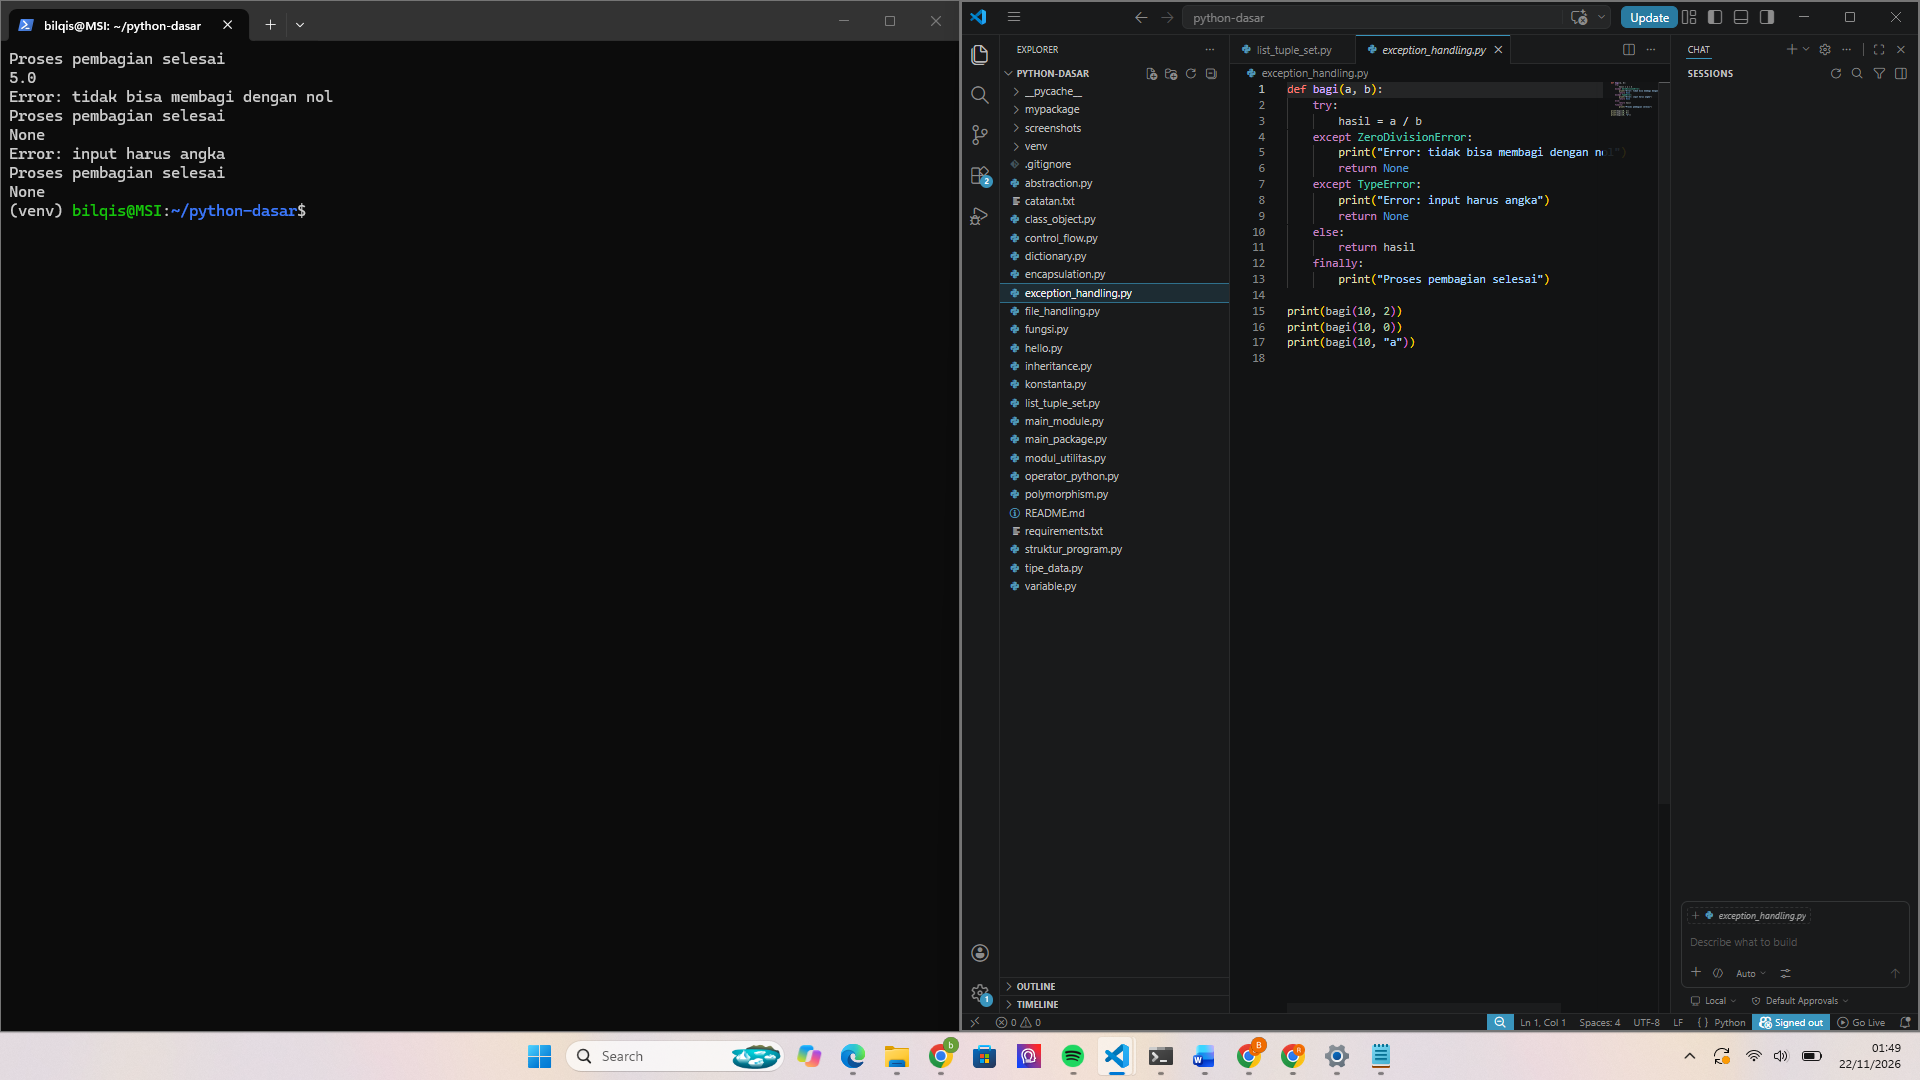 bilqis@MSI: ~/python-dasar
Proses pembagian selesai
5.0
Error: tidak bisa membagi dengan nol
Proses pembagian selesai
None
Error: input harus angka
Proses pembagian selesai
None
(venv) bilqis@MSI:~/python-dasar$
python-dasar
Update
EXPLORER
PYTHON-DASAR
__pycache__
mypackage
screenshots
venv
.gitignore
abstraction.py
catatan.txt
class_object.py
control_flow.py
dictionary.py
encapsulation.py
exception_handling.py
file_handling.py
fungsi.py
hello.py
inheritance.py
konstanta.py
list_tuple_set.py
main_module.py
main_package.py
modul_utilitas.py
operator_python.py
polymorphism.py
README.md
requirements.txt
struktur_program.py
tipe_data.py
variable.py
OUTLINE
TIMELINE
2
1
list_tuple_set.py
exception_handling.py
exception_handling.py
1 def bagi(a, b):
2 try:
3 hasil = a / b
4 except ZeroDivisionError:
5 print("Error: tidak bisa membagi dengan nol")
6 return None
7 except TypeError:
8 print("Error: input harus angka")
9 return None
10 else:
11 return hasil
12 finally:
13 print("Proses pembagian selesai")
14
15 print(bagi(10, 2))
16 print(bagi(10, 0))
17 print(bagi(10, "a"))
18
CHAT
SESSIONS
exception_handling.py
Describe what to build
Auto
Local
Default Approvals
0 0
Ln 1, Col 1
Spaces: 4
UTF-8
LF
{ } Python
Signed out
Go Live
Search
01:49
22/11/2026